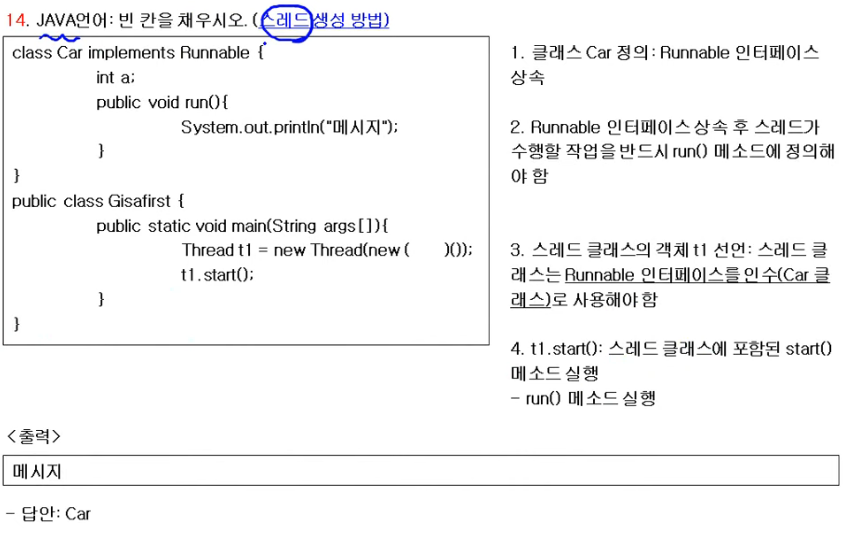 14. JAVA언어: 빈 칸을 채우시오. (스레드 생성 방법)
class Car implements Runnable {
int a;
public void run(){
System.out.println("메시지");
}
}
public class Gisafirst {
public static void main(String args[]){
Thread t1 = new Thread(new (      )());
t1.start();
}
}
1. 클래스 Car 정의: Runnable 인터페이스
상속
2. Runnable 인터페이스 상속 후 스레드가
수행할 작업을 반드시 run() 메소드에 정의해
야 함
3. 스레드 클래스의 객체 t1 선언: 스레드 클
래스는 Runnable 인터페이스를 인수(Car 클
래스)로 사용해야 함
4. t1.start(): 스레드 클래스에 포함된 start()
메소드 실행
- run() 메소드 실행
<출력>
메시지
- 답안: Car